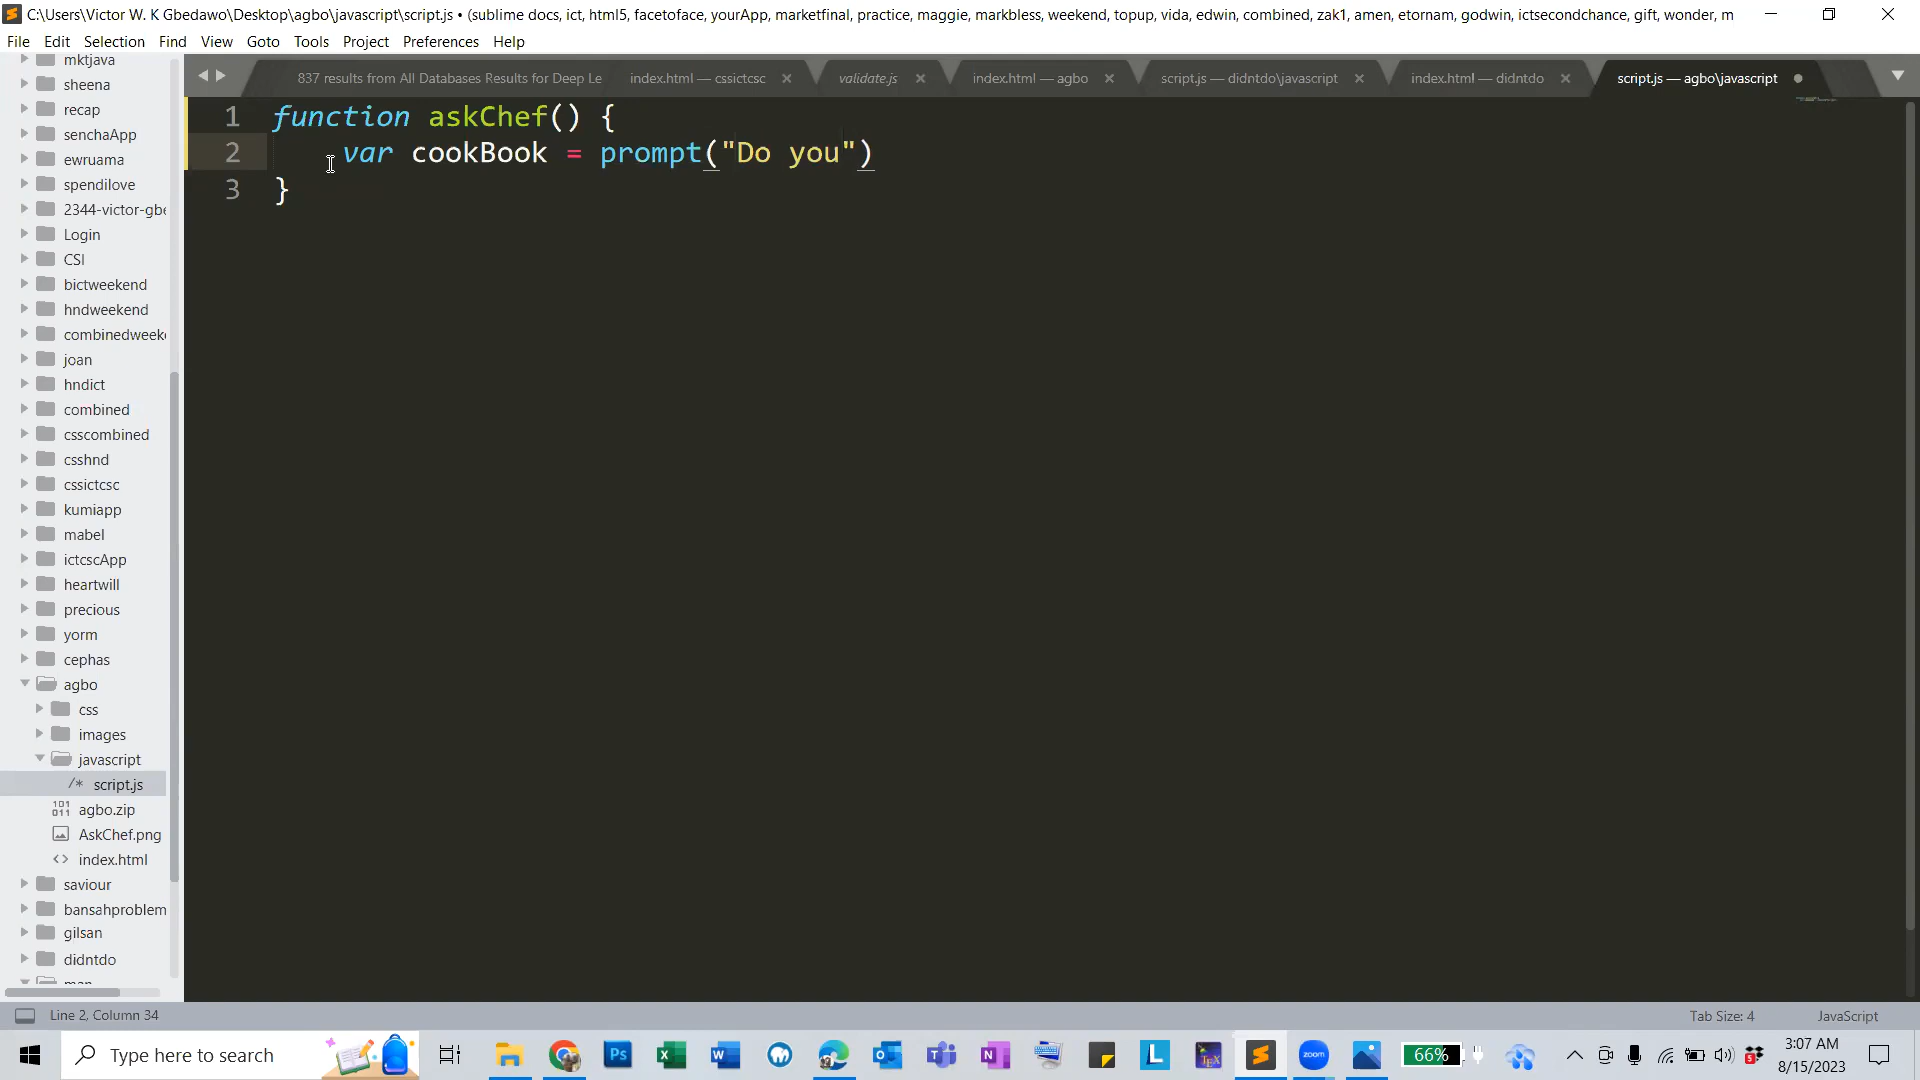 C:\Users\Victor W. K Gbedawo\Desktop\agbo\javascript\script.js • (sublime docs, ict, html5, facetoface, yourApp, marketfinal, practice, maggie, markbless, weekend, topup, vida, edwin, combined, zak1, amen, etornam, godwin, ictsecondchance, gift, wonder, m
File Edit Selection Find View Goto Tools Project Preferences Help
837 results from All Databases Results for Deep Le index.html — cssictcsc validate.js index.html — agbo script.js — didntdo\javascript index.html — didntdo script.js — agbo\javascript
mktjava
sheena
recap
senchaApp
ewruama
spendilove
2344-victor-gbe
Login
CSI
bictweekend
hndweekend
combinedweek
joan
hndict
combined
csscombined
csshnd
cssictcsc
kumiapp
mabel
ictcscApp
heartwill
precious
yorm
cephas
agbo
css
images
javascript
/* script.js
agbo.zip
AskChef.png
<> index.html
saviour
bansahproblem
gilsan
didntdo
1 function askChef() {
2 var cookBook = prompt("Do you")
3 }
Line 2, Column 34
Tab Size: 4
JavaScript
Type here to search
66%
3:07 AM
8/15/2023